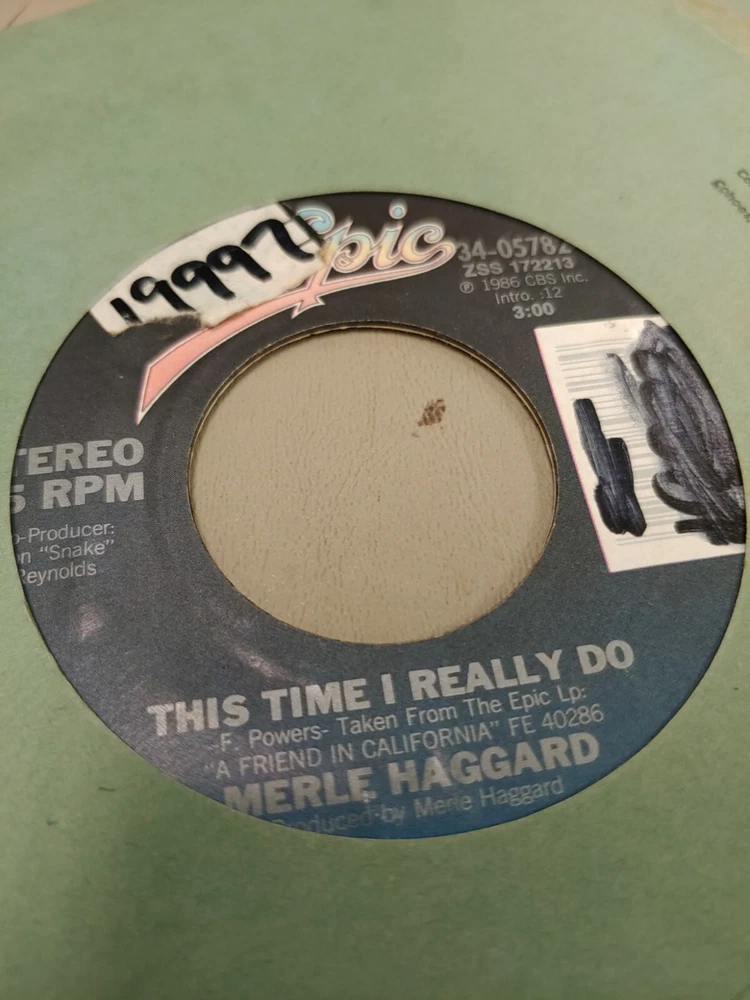 19997
Epic
34-05782
ZSS 172213
℗ 1986 CBS Inc.
Intro. :12
3:00
TEREO
5 RPM
o-Producer:
n "Snake"
Reynolds
THIS TIME I REALLY DO
-F. Powers- Taken From The Epic Lp:
"A FRIEND IN CALIFORNIA" FE 40286
MERLE HAGGARD
Produced by Merle Haggard